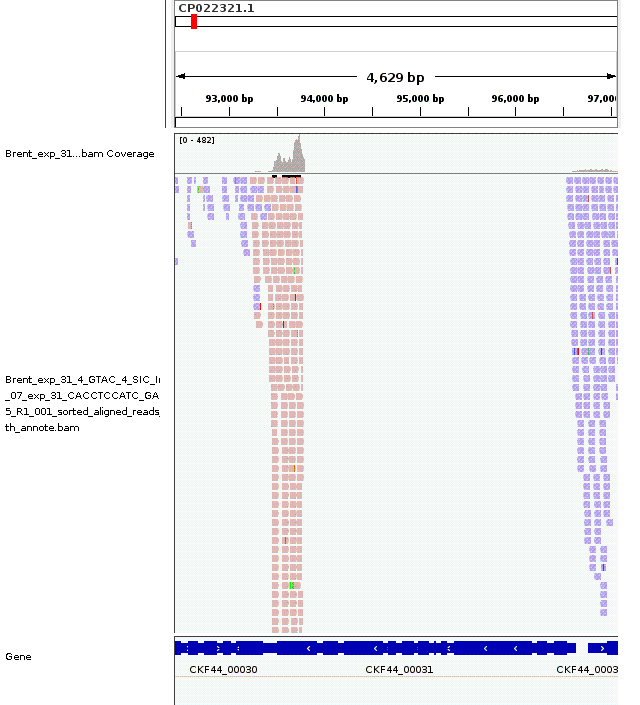 CP022321.1
4,629 bp
93,000 bp 94,000 bp 95,000 bp 96,000 bp 97,00
[0 - 482]
Brent_exp_31...bam Coverage
Brent_exp_31_4_GTAC_4_SIC_I
_07_exp_31_CACCTCCATC_GA
5_R1_001_sorted_aligned_reads_
th_annote.bam
Gene
CKF44_00030 CKF44_00031 CKF44_0003